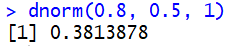 > dnorm(0.8, 0.5, 1)
[1] 0.3813878